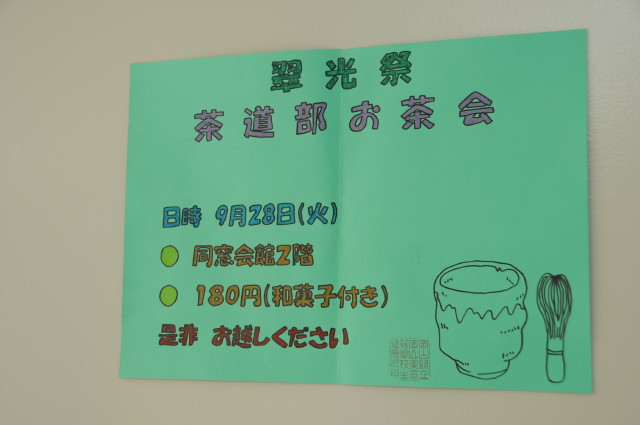 翠光祭
茶道部お茶会
日時 9月28日(火)
同窓会館2階
180円(和菓子付き)
是非 お越しください